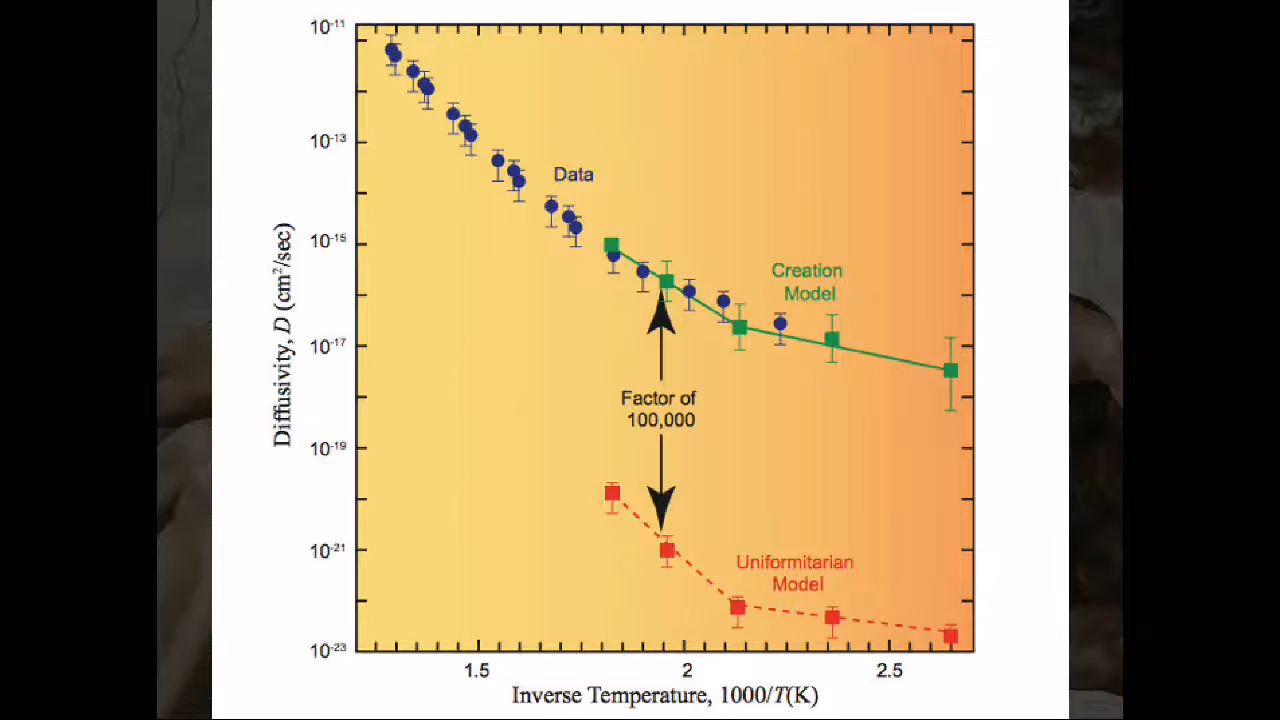 10-11
10-13
10-15
10-17
10-19
10-21
10-23
Diffusivity, D (cm²/sec)
Data
Creation
Model
Factor of
100,000
Uniformitarian
Model
1.5 2 2.5
Inverse Temperature, 1000/T(K)